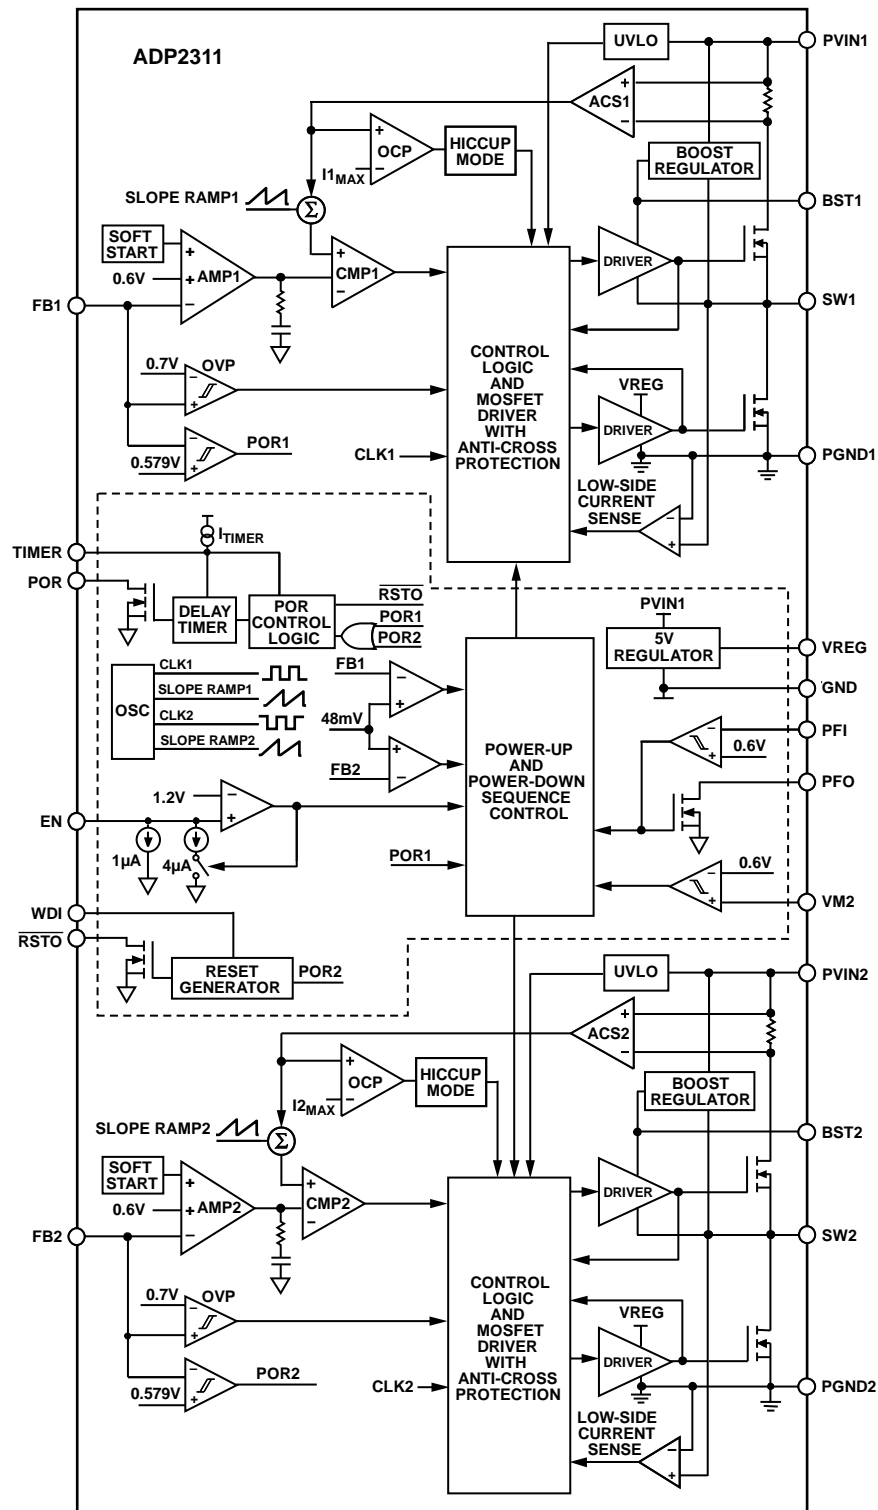 ADP2311
UVLO
PVIN1
+
ACS1
–
+
OCP
–
HICCUP
MODE
I1MAX
BOOST
REGULATOR
SLOPE RAMP1
Σ
BST1
SOFT
START
+
0.6V
+
AMP1
–
+
CMP1
–
DRIVER
FB1
SW1
CONTROL
LOGIC
AND
MOSFET
DRIVER
WITH
ANTI-CROSS
PROTECTION
0.7V
OVP
–
+
VREG
DRIVER
–
POR1
0.579V
+
CLK1
PGND1
LOW-SIDE
CURRENT
SENSE
–
+
ITIMER
TIMER
POR
DELAY
TIMER
POR
CONTROL
LOGIC
RSTO
POR1
POR2
PVIN1
5V
REGULATOR
VREG
GND
OSC
CLK1
SLOPE RAMP1
CLK2
SLOPE RAMP2
FB1
–
+
48mV
+
–
FB2
POWER-UP
AND
POWER-DOWN
SEQUENCE
CONTROL
–
PFI
+
0.6V
PFO
1.2V
–
+
EN
1µA
4µA
POR1
0.6V
–
+
VM2
WDI
RSTO
RESET
GENERATOR
POR2
UVLO
PVIN2
+
ACS2
–
+
OCP
–
HICCUP
MODE
I2MAX
BOOST
REGULATOR
SLOPE RAMP2
Σ
BST2
SOFT
START
+
0.6V
+
AMP2
–
+
CMP2
–
DRIVER
FB2
SW2
CONTROL
LOGIC
AND
MOSFET
DRIVER
WITH
ANTI-CROSS
PROTECTION
0.7V
OVP
–
+
VREG
DRIVER
–
POR2
0.579V
+
CLK2
PGND2
LOW-SIDE
CURRENT
SENSE
–
+